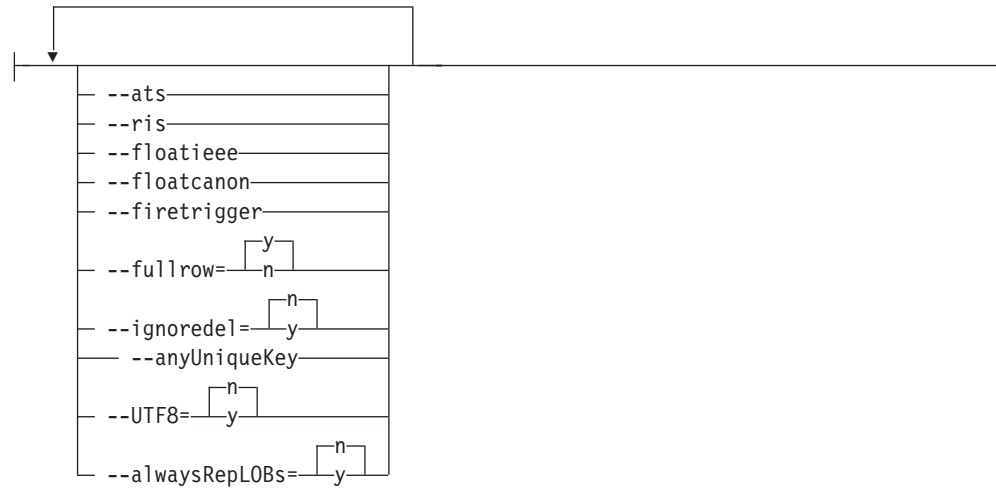 --ats
--ris
--floatieee
--floatcanon
--firetrigger
y
--fullrow= n
n
--ignoredel= y
--anyUniqueKey
n
--UTF8= y
n
--alwaysRepLOBs= y